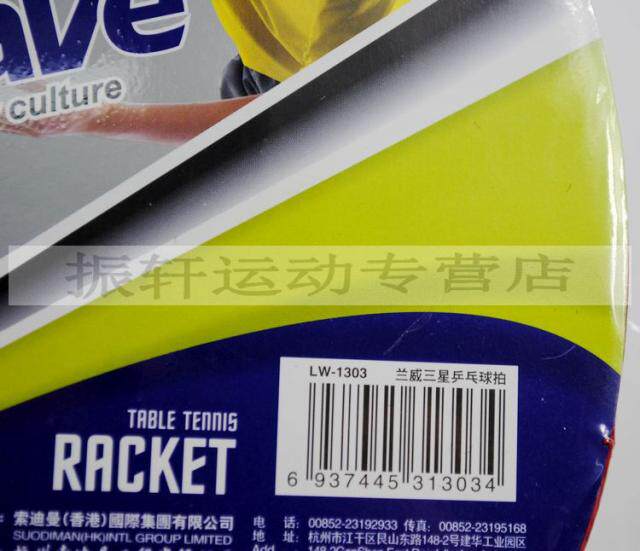 ave
culture
振轩运动专营店
LW-1303 兰威三星乒乓球拍
6 937445 313034
TABLE TENNIS
RACKET
索迪曼(香港)國際集團有限公司
SUODIMAN(HK)INTL GROUP LIMITED
电 话: 00852-23192933 传真: 00852-23195168
地 址: 杭州市江干区艮山东路148-2号建华工业园区
Add